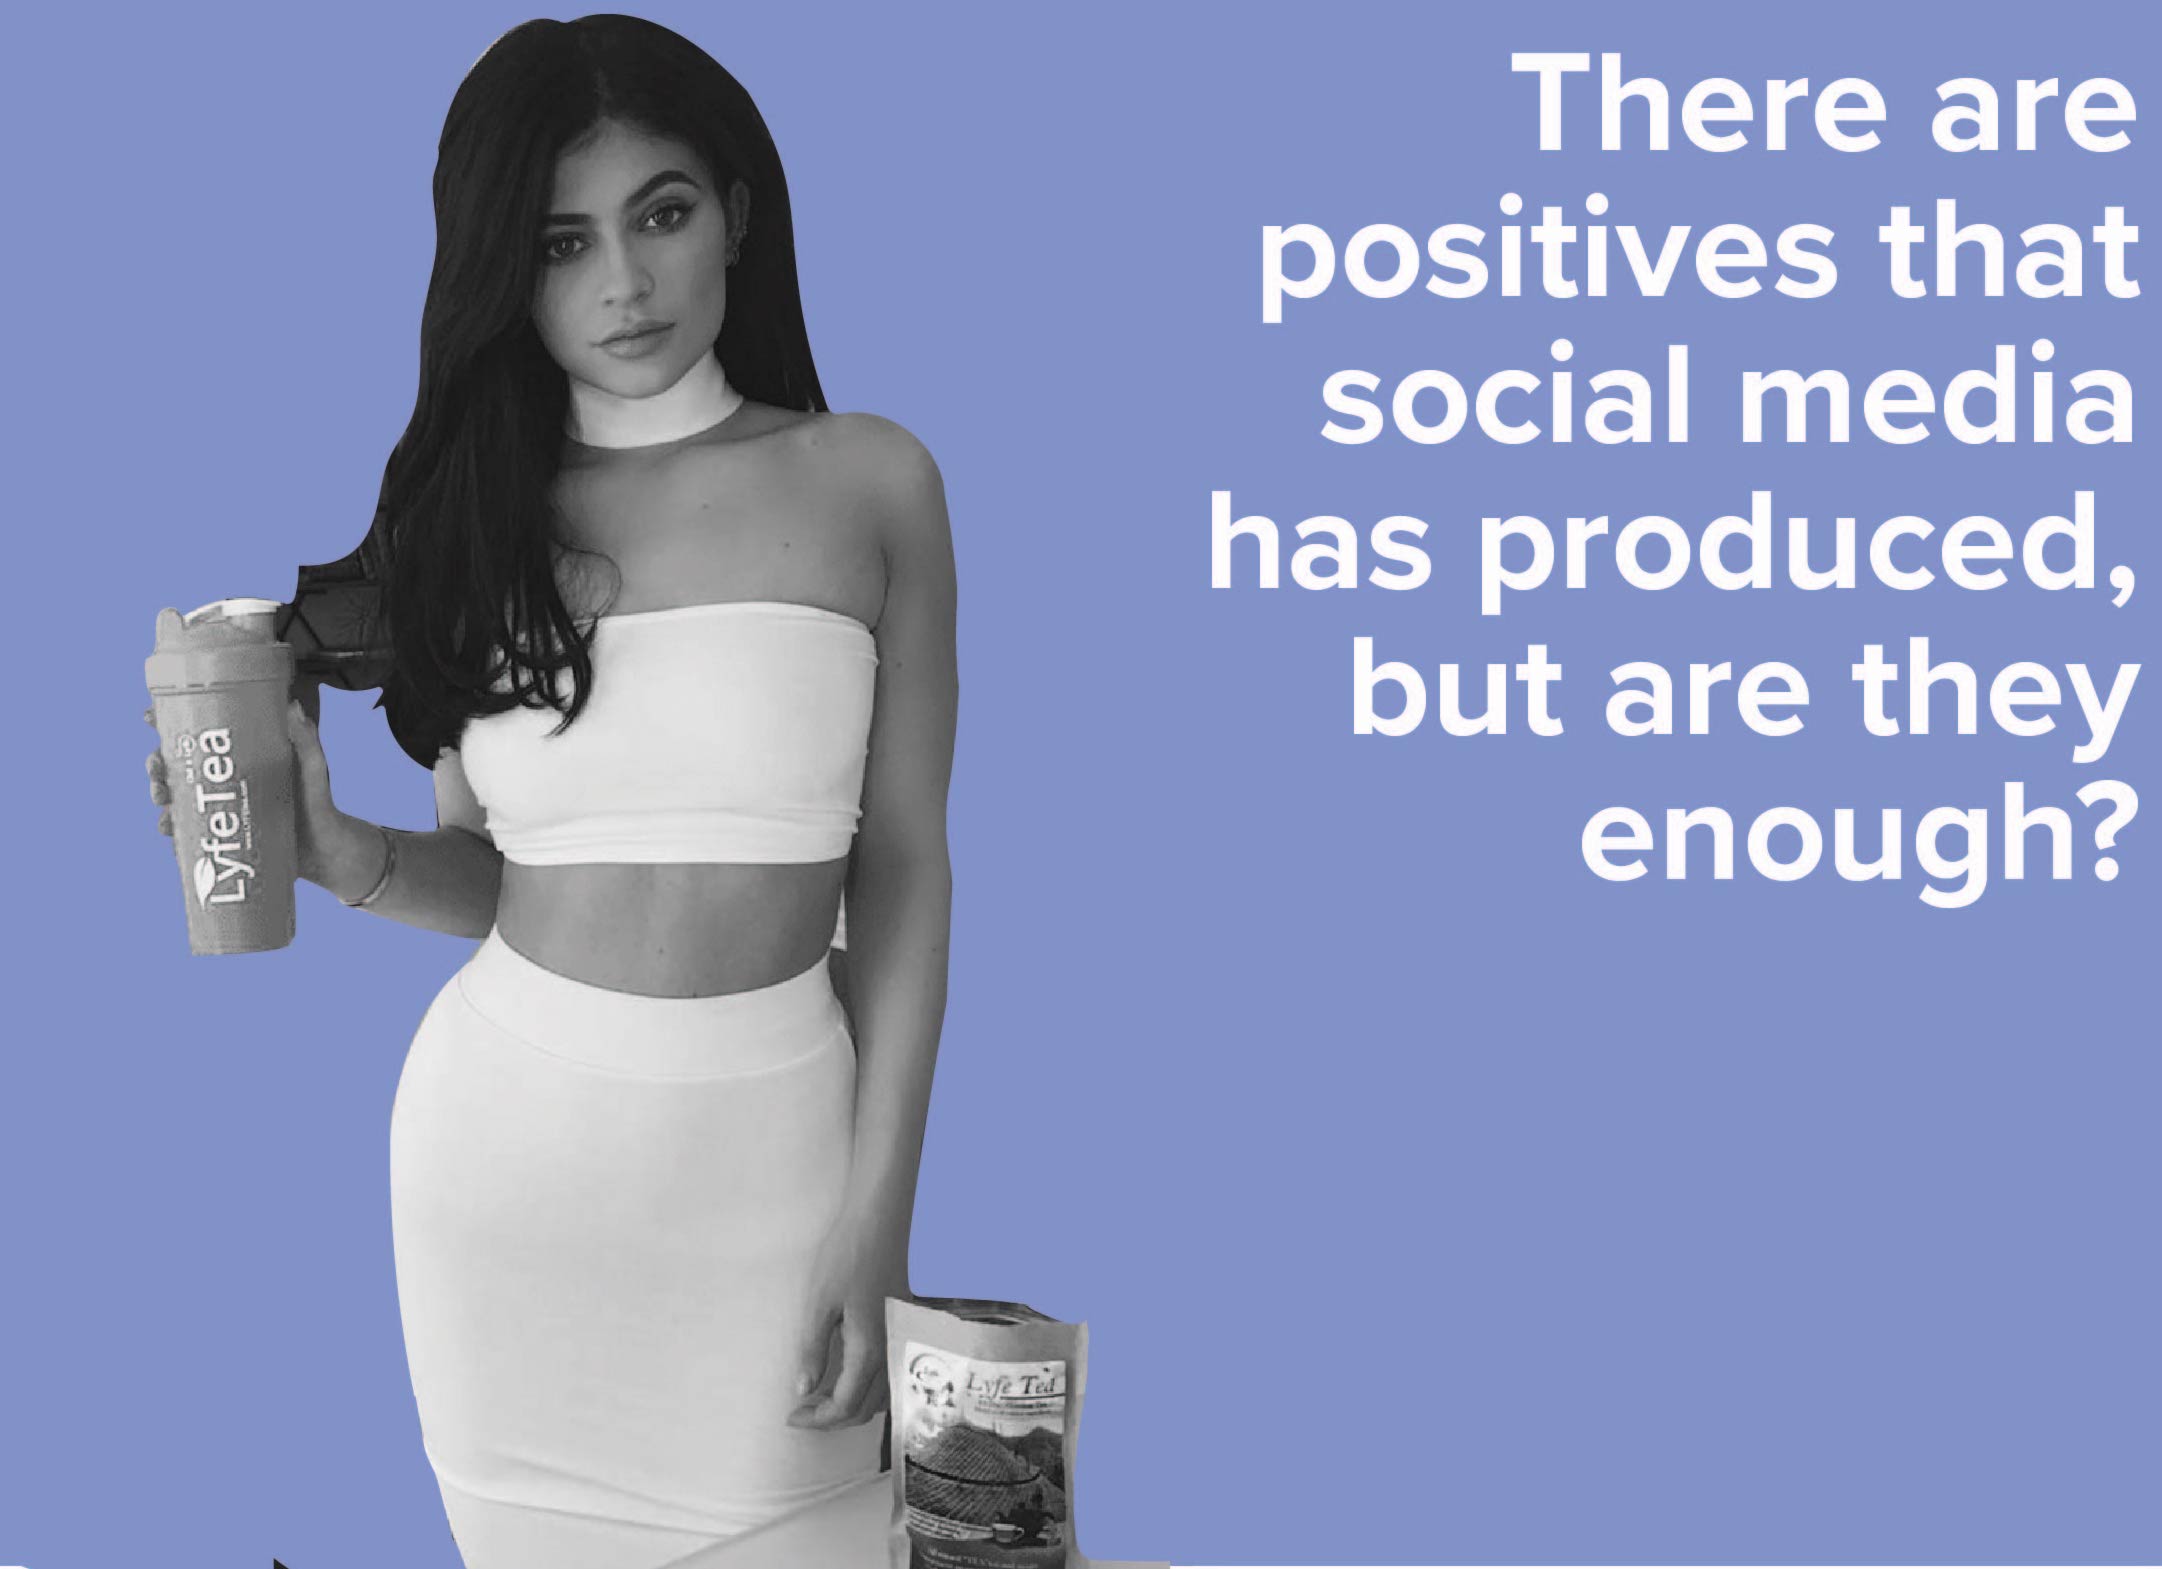 There are
positives that
social media
has produced,
but are they
enough?
LyfeTea
Lyfe Tea